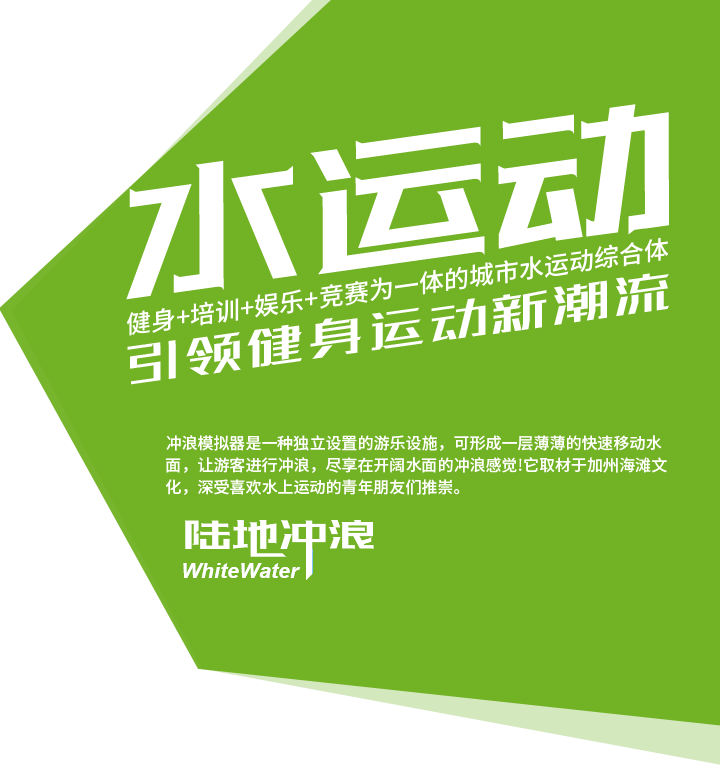 水运动
健身+培训+娱乐+竞赛为一体的城市水运动综合体
引领健身运动新潮流
冲浪模拟器是一种独立设置的游乐设施，可形成一层薄薄的快速移动水
面，让游客进行冲浪，尽享在开阔水面的冲浪感觉!它取材于加州海滩文
化，深受喜欢水上运动的青年朋友们推崇。
陆地冲浪
WhiteWater